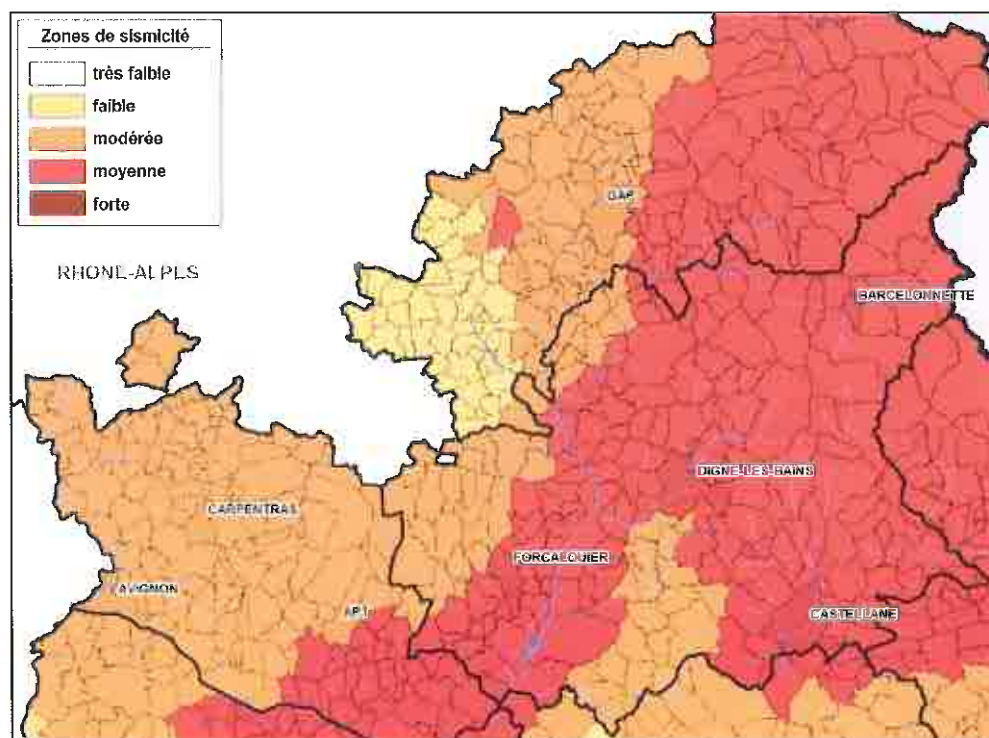 Zones de sismicité
très faible
faible
modérée
moyenne
forte
GAP
RHONE-ALPES
BARCELONNETTE
DIGNE-LES-BAINS
CARPENTRAS
FORCALQUIER
AVIGNON
APT
CASTELLANE